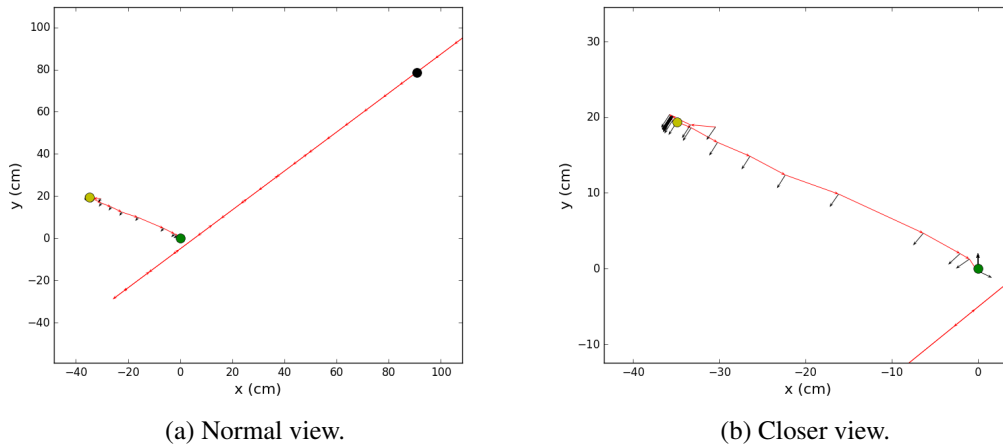 100
80
60
40
20
0
−20
−40
y (cm)
−40 −20 0 20 40 60 80 100
x (cm)
(a) Normal view.
30
20
10
0
−10
y (cm)
−40 −30 −20 −10 0
x (cm)
(b) Closer view.